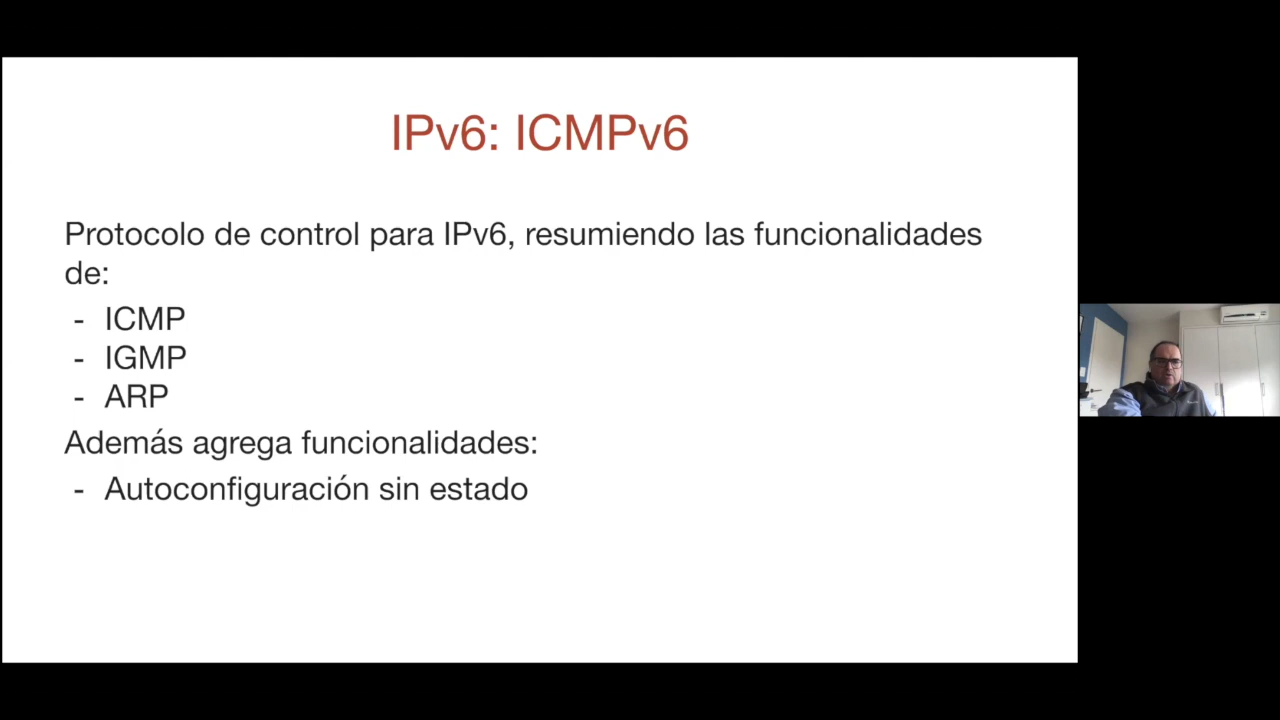 IPv6: ICMPv6
Protocolo de control para IPv6, resumiendo las funcionalidades
de:
- ICMP
- IGMP
- ARP
Además agrega funcionalidades:
- Autoconfiguración sin estado